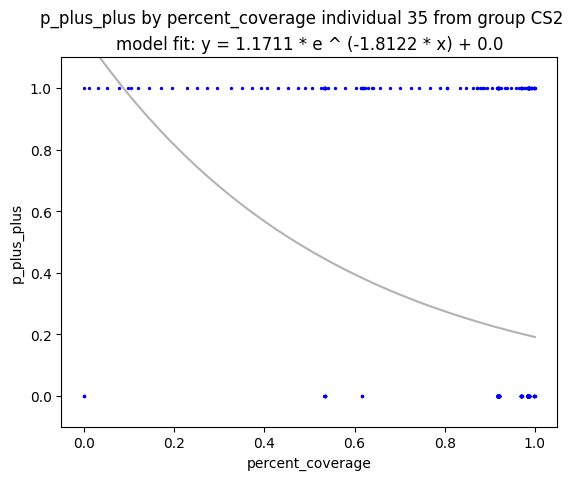 p_plus_plus by percent_coverage individual 35 from group CS2
model fit: y = 1.1711 * e ^ (-1.8122 * x) + 0.0
1.0
0.8
0.6
0.4
0.2
0.0
p_plus_plus
0.0 0.2 0.4 0.6 0.8 1.0
percent_coverage